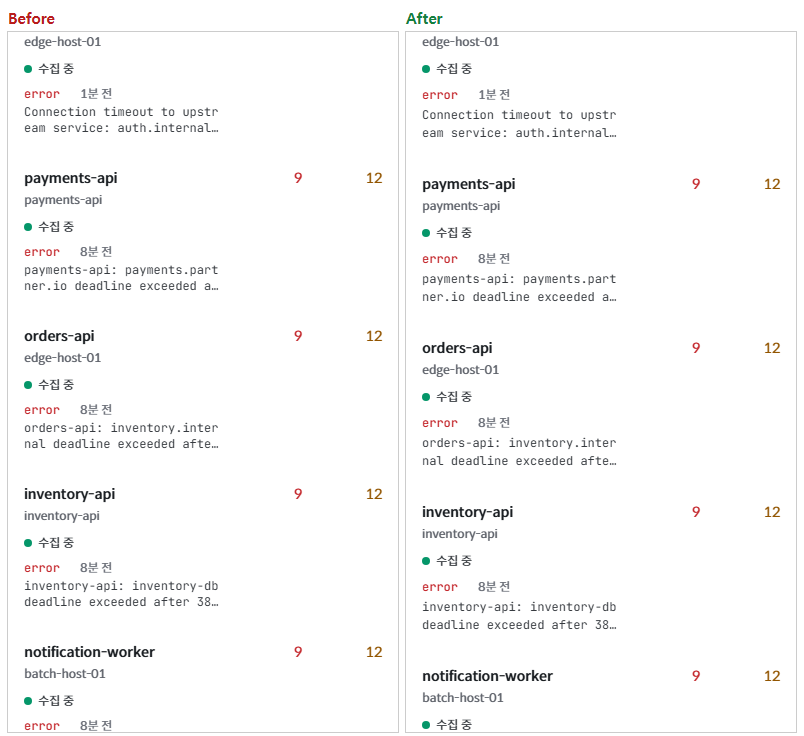 Before
edge-host-01
수집 중
error 1분 전
Connection timeout to upstr
eam service: auth.internal…
payments-api 9 12
payments-api
수집 중
error 8분 전
payments-api: payments.part
ner.io deadline exceeded a…
orders-api 9 12
edge-host-01
수집 중
error 8분 전
orders-api: inventory.inter
nal deadline exceeded afte…
inventory-api 9 12
inventory-api
수집 중
error 8분 전
inventory-api: inventory-db
deadline exceeded after 38…
notification-worker 9 12
batch-host-01
수집 중
error 8분 전
After
edge-host-01
수집 중
error 1분 전
Connection timeout to upstr
eam service: auth.internal…
payments-api 9 12
payments-api
수집 중
error 8분 전
payments-api: payments.part
ner.io deadline exceeded a…
orders-api 9 12
edge-host-01
수집 중
error 8분 전
orders-api: inventory.inter
nal deadline exceeded afte…
inventory-api 9 12
inventory-api
수집 중
error 8분 전
inventory-api: inventory-db
deadline exceeded after 38…
notification-worker 9 12
batch-host-01
수집 중